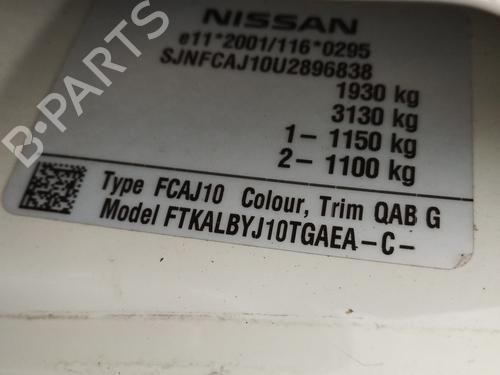 NISSAN
e11*2001/116*0295
SJNFCAJ10U2896838
1930 kg
3130 kg
1– 1150 kg
2– 1100 kg
Type FCAJ10 Colour, Trim QAB G
Model FTKALBYJ10TGAEA–C–
B-PARTS